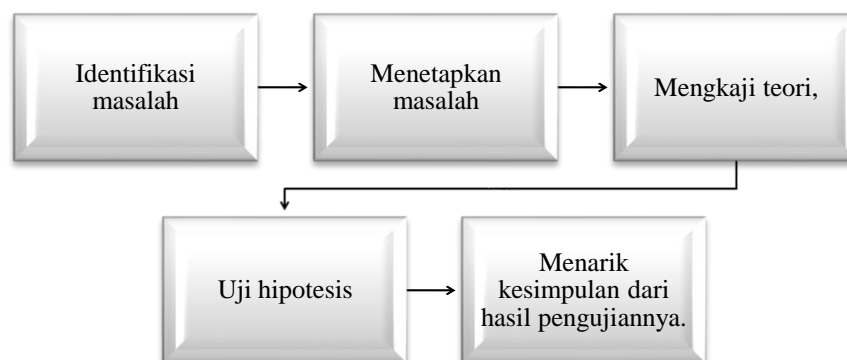 Identifikasi
masalah
Menetapkan
masalah
Mengkaji teori,
Uji hipotesis
Menarik
kesimpulan dari
hasil pengujiannya.